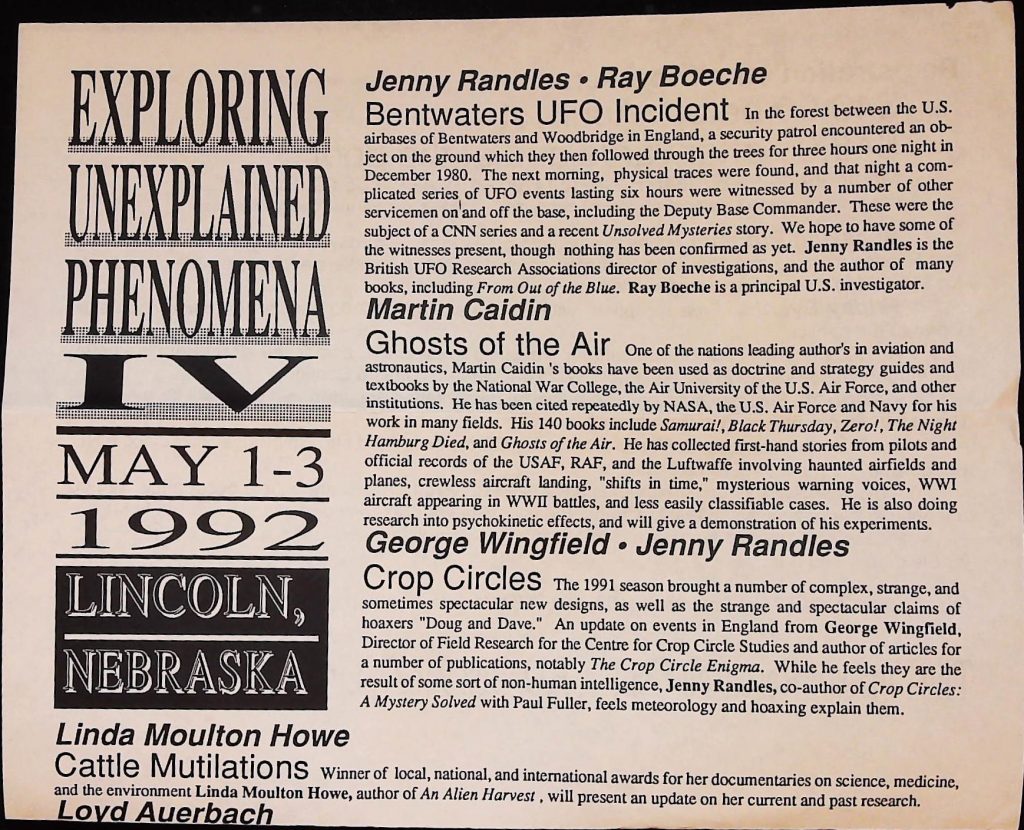 EXPLORING
UNEXPLAINED
PHENOMENA
IV
MAY 1-3
1992
LINCOLN,
NEBRASKA
Jenny Randles • Ray Boeche
Bentwaters UFO Incident In the forest between the U.S.
airbases of Bentwaters and Woodbridge in England, a security patrol encountered an ob-
ject on the ground which they then followed through the trees for three hours one night in
December 1980. The next morning, physical traces were found, and that night a com-
plicated series of UFO events lasting six hours were witnessed by a number of other
servicemen on and off the base, including the Deputy Base Commander. These were the
subject of a CNN series and a recent Unsolved Mysteries story. We hope to have some of
the witnesses present, though nothing has been confirmed as yet. Jenny Randles is the
British UFO Research Associations director of investigations, and the author of many
books, including From Out of the Blue. Ray Boeche is a principal U.S. investigator.
Martin Caidin
Ghosts of the Air One of the nations leading author's in aviation and
astronautics, Martin Caidin 's books have been used as doctrine and strategy guides and
textbooks by the National War College, the Air University of the U.S. Air Force, and other
institutions. He has been cited repeatedly by NASA, the U.S. Air Force and Navy for his
work in many fields. His 140 books include Samurai!, Black Thursday, Zero!, The Night
Hamburg Died, and Ghosts of the Air. He has collected first-hand stories from pilots and
official records of the USAF, RAF, and the Luftwaffe involving haunted airfields and
planes, crewless aircraft landing, "shifts in time," mysterious warning voices, WWI
aircraft appearing in WWII battles, and less easily classifiable cases. He is also doing
research into psychokinetic effects, and will give a demonstration of his experiments.
George Wingfield • Jenny Randles
Crop Circles The 1991 season brought a number of complex, strange, and
sometimes spectacular new designs, as well as the strange and spectacular claims of
hoaxers "Doug and Dave." An update on events in England from George Wingfield,
Director of Field Research for the Centre for Crop Circle Studies and author of articles for
a number of publications, notably The Crop Circle Enigma. While he feels they are the
result of some sort of non-human intelligence, Jenny Randles, co-author of Crop Circles:
A Mystery Solved with Paul Fuller, feels meteorology and hoaxing explain them.
Linda Moulton Howe
Cattle Mutilations Winner of local, national, and international awards for her documentaries on science, medicine,
and the environment Linda Moulton Howe, author of An Alien Harvest , will present an update on her current and past research.
Loyd Auerbach